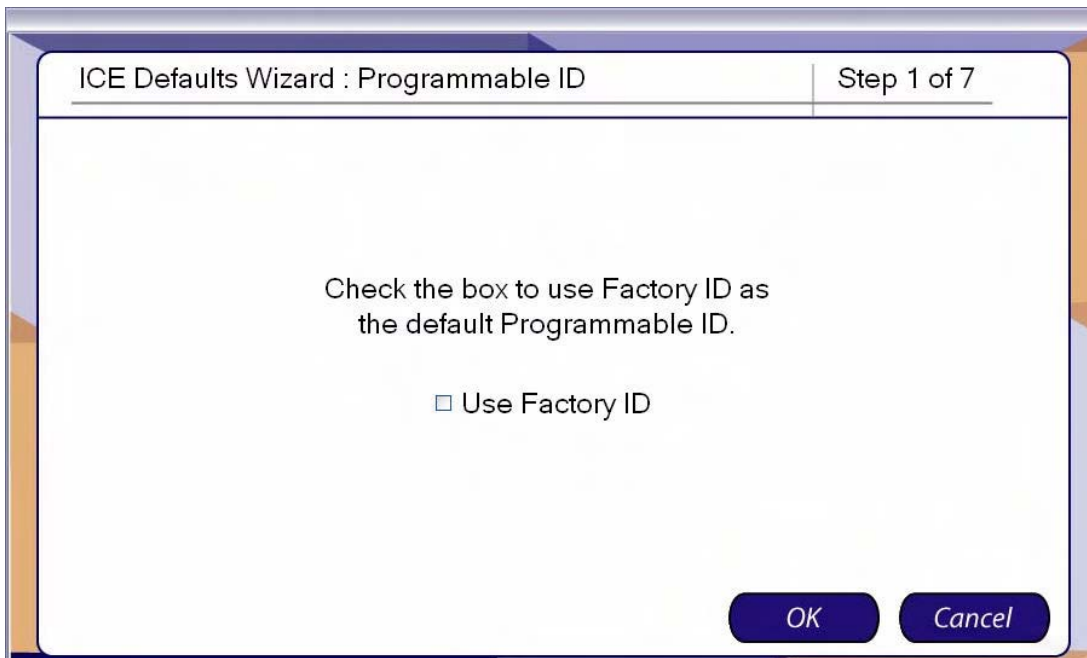 ICE Defaults Wizard : Programmable ID
Step 1 of 7
Check the box to use Factory ID as
the default Programmable ID.
Use Factory ID
OK
Cancel